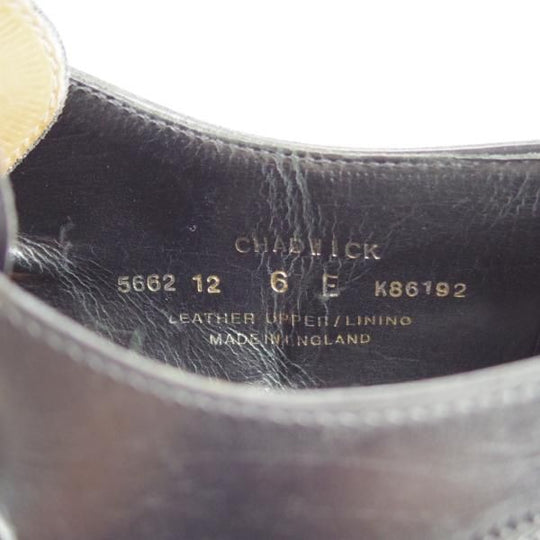 CHADWICK
5662 12 6 E K86192
LEATHER UPPER/LINING
MADE IN ENGLAND